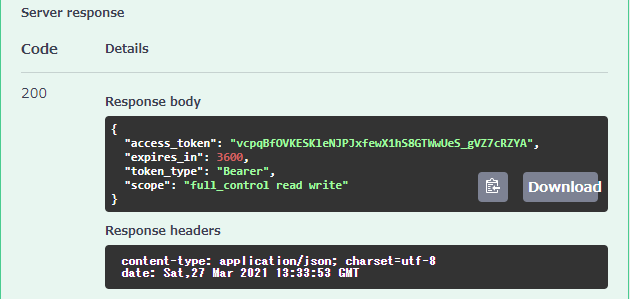 Server response
Code Details
200
Response body
{
"access_token": "vcpqBfOVKESKleNJPJxfewX1hS8GTWwUeS_gVZ7cRZYA",
"expires_in": 3600,
"token_type": "Bearer",
"scope": "full_control read write"
}
Download
Response headers
content-type: application/json; charset=utf-8
date: Sat,27 Mar 2021 13:33:53 GMT